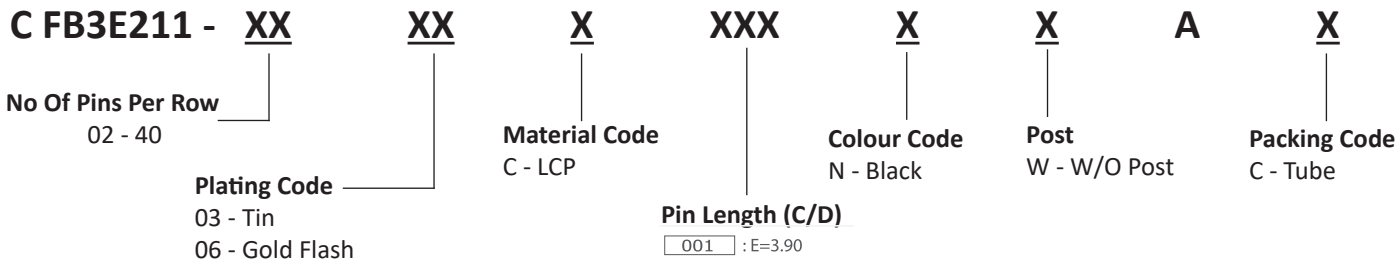 C FB3E211 - XX XX X XXX X X A X
No Of Pins Per Row
02 - 40
Plating Code
03 - Tin
06 - Gold Flash
Material Code
C - LCP
Pin Length (C/D)
001 : E=3.90
Colour Code
N - Black
Post
W - W/O Post
Packing Code
C - Tube